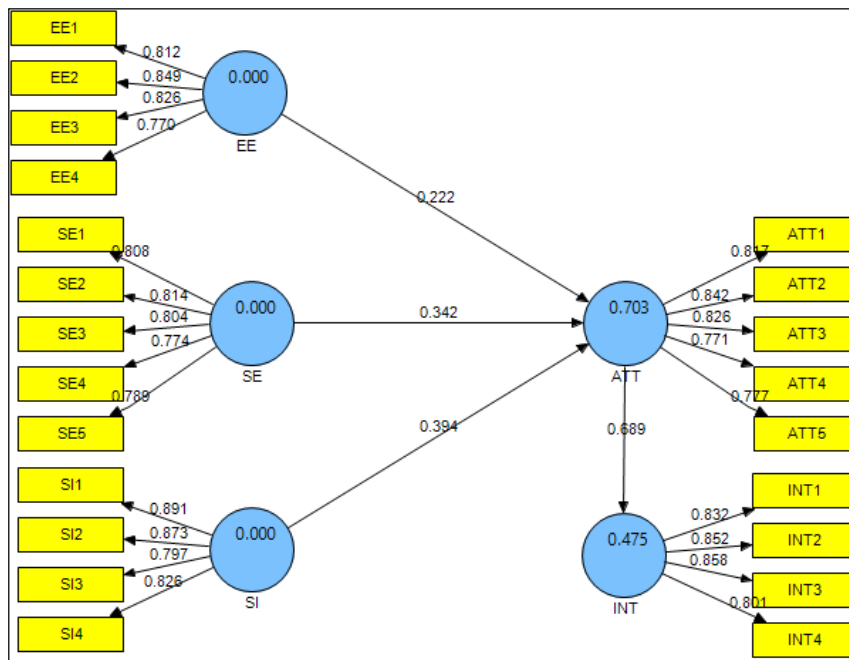 EE1
EE2
EE3
EE4
0.812
0.849
0.826
0.770
0.000
EE
0.222
SE1
SE2
SE3
SE4
SE5
0.808
0.814
0.804
0.774
0.789
0.000
SE
0.342
SI1
SI2
SI3
SI4
0.891
0.873
0.797
0.826
0.000
SI
0.394
0.703
ATT
0.689
0.817
0.842
0.826
0.771
0.777
ATT1
ATT2
ATT3
ATT4
ATT5
0.475
INT
0.832
0.852
0.858
0.801
INT1
INT2
INT3
INT4